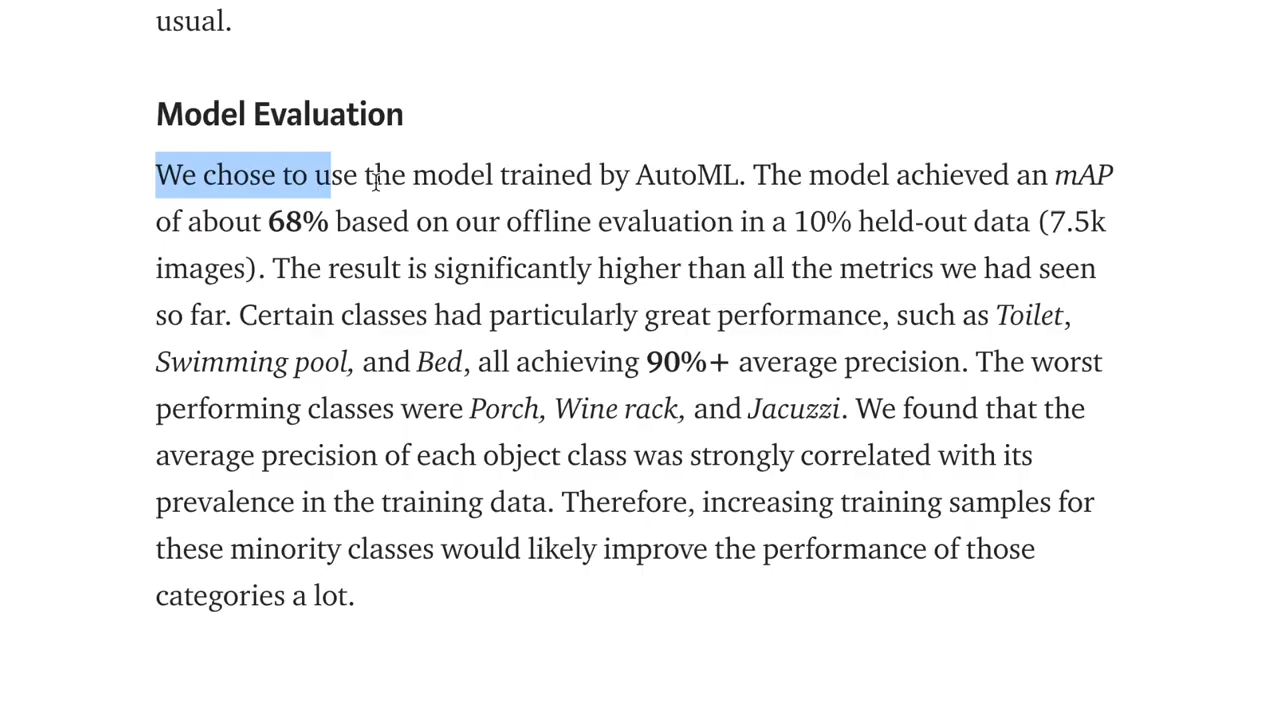 usual.
Model Evaluation
We chose to use the model trained by AutoML. The model achieved an mAP
of about 68% based on our offline evaluation in a 10% held-out data (7.5k
images). The result is significantly higher than all the metrics we had seen
so far. Certain classes had particularly great performance, such as Toilet,
Swimming pool, and Bed, all achieving 90%+ average precision. The worst
performing classes were Porch, Wine rack, and Jacuzzi. We found that the
average precision of each object class was strongly correlated with its
prevalence in the training data. Therefore, increasing training samples for
these minority classes would likely improve the performance of those
categories a lot.